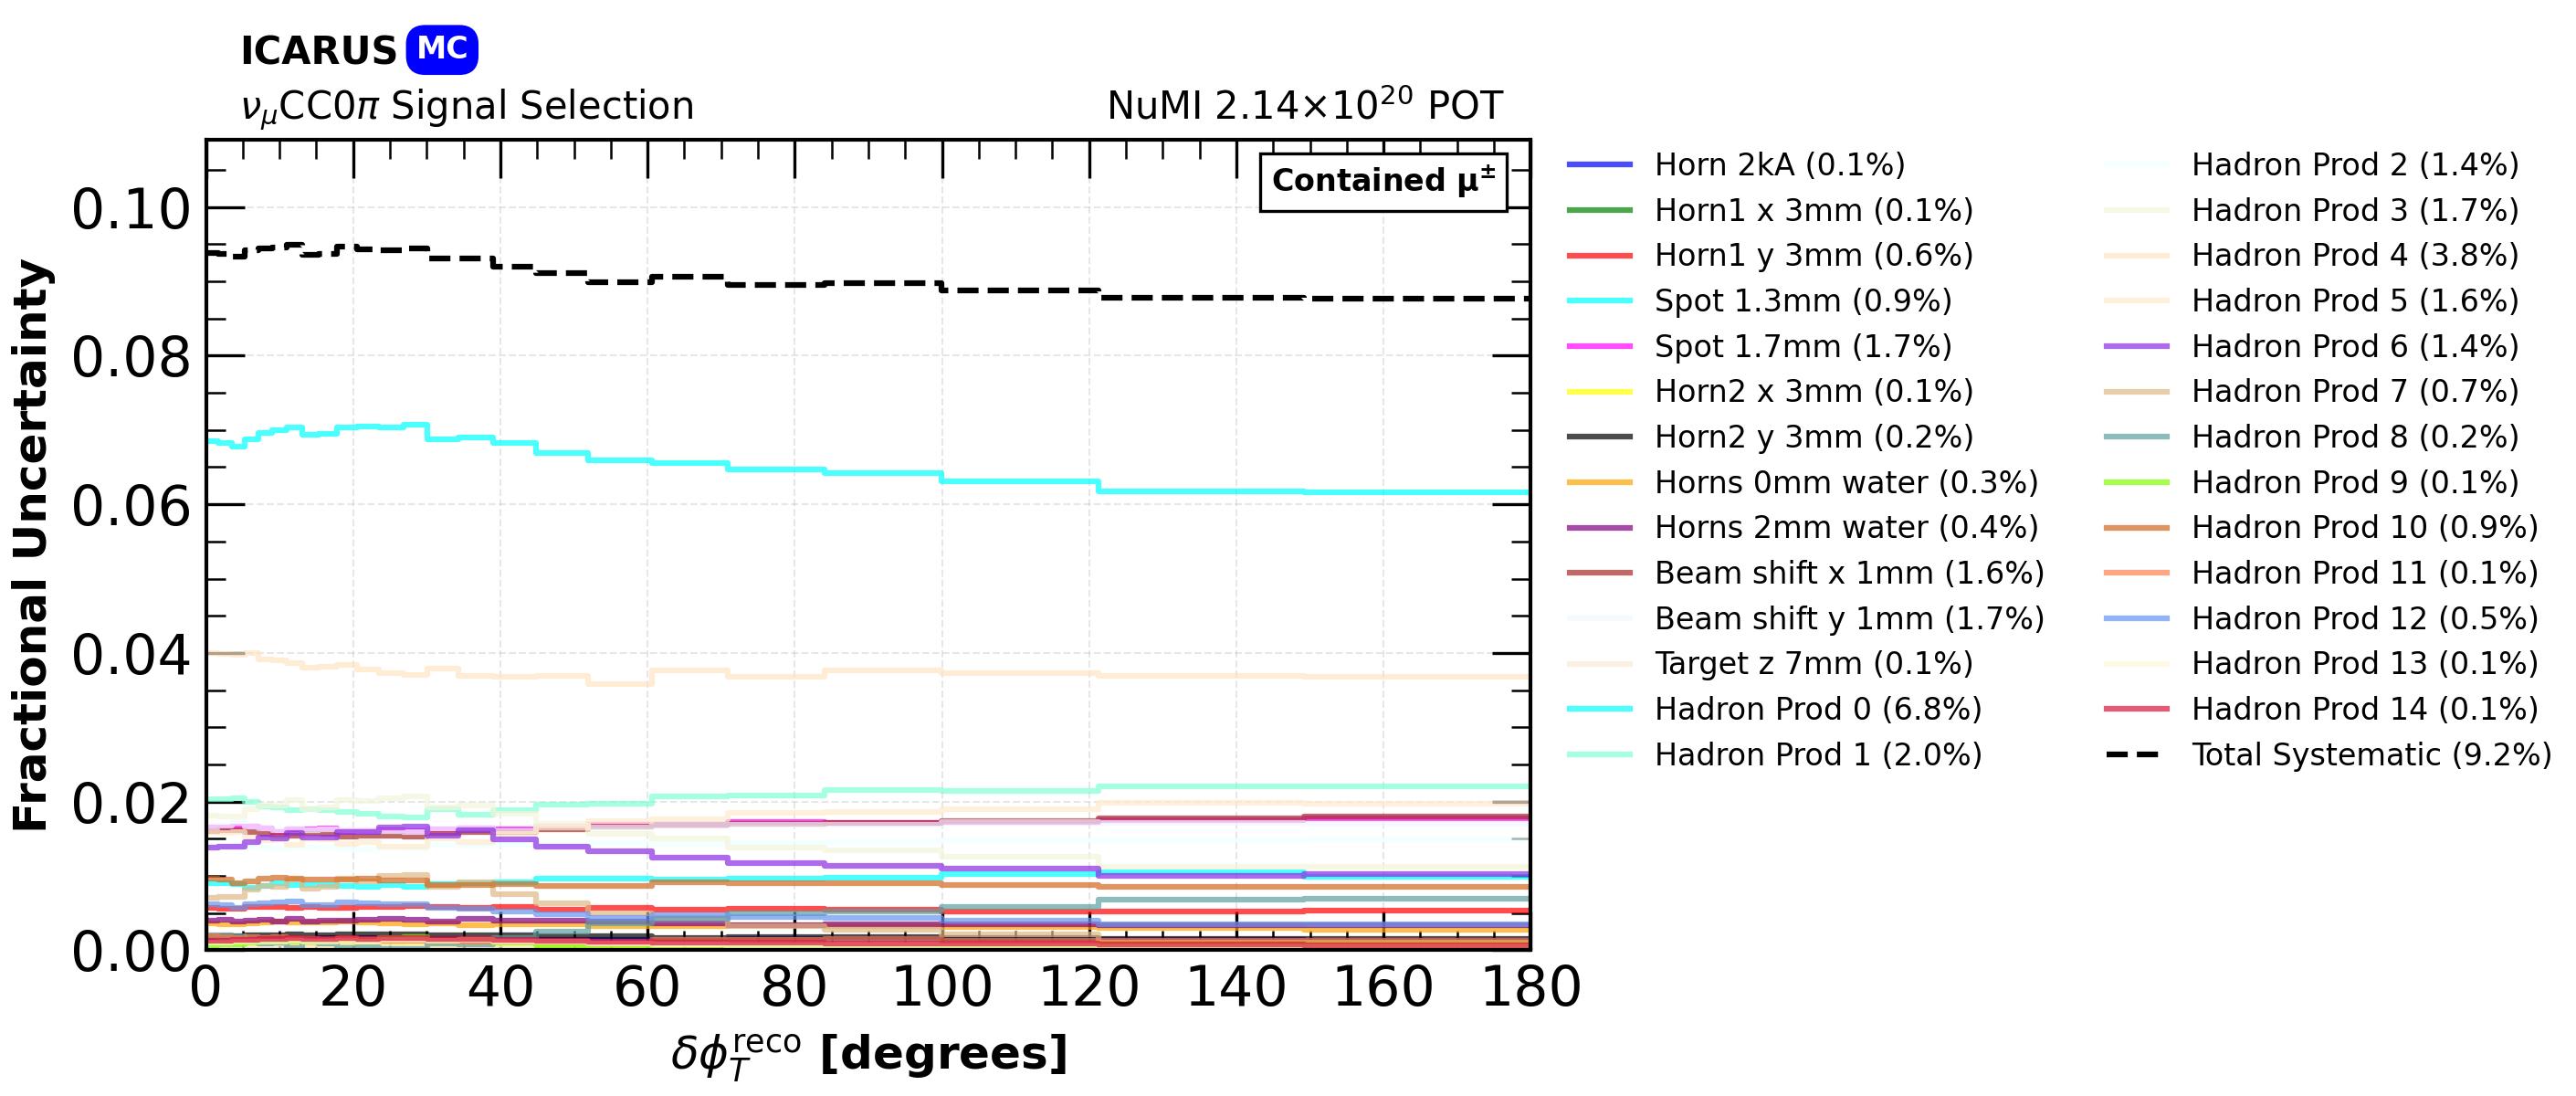 ICARUS MC
νμCC0π Signal Selection NuMI 2.14×10^20 POT
Contained μ±
0.10
0.08
0.06
0.04
0.02
0.00
Fractional Uncertainty
0 20 40 60 80 100 120 140 160 180
δϕ_T^reco [degrees]
Horn 2kA (0.1%)
Horn1 x 3mm (0.1%)
Horn1 y 3mm (0.6%)
Spot 1.3mm (0.9%)
Spot 1.7mm (1.7%)
Horn2 x 3mm (0.1%)
Horn2 y 3mm (0.2%)
Horns 0mm water (0.3%)
Horns 2mm water (0.4%)
Beam shift x 1mm (1.6%)
Beam shift y 1mm (1.7%)
Target z 7mm (0.1%)
Hadron Prod 0 (6.8%)
Hadron Prod 1 (2.0%)
Hadron Prod 2 (1.4%)
Hadron Prod 3 (1.7%)
Hadron Prod 4 (3.8%)
Hadron Prod 5 (1.6%)
Hadron Prod 6 (1.4%)
Hadron Prod 7 (0.7%)
Hadron Prod 8 (0.2%)
Hadron Prod 9 (0.1%)
Hadron Prod 10 (0.9%)
Hadron Prod 11 (0.1%)
Hadron Prod 12 (0.5%)
Hadron Prod 13 (0.1%)
Hadron Prod 14 (0.1%)
Total Systematic (9.2%)